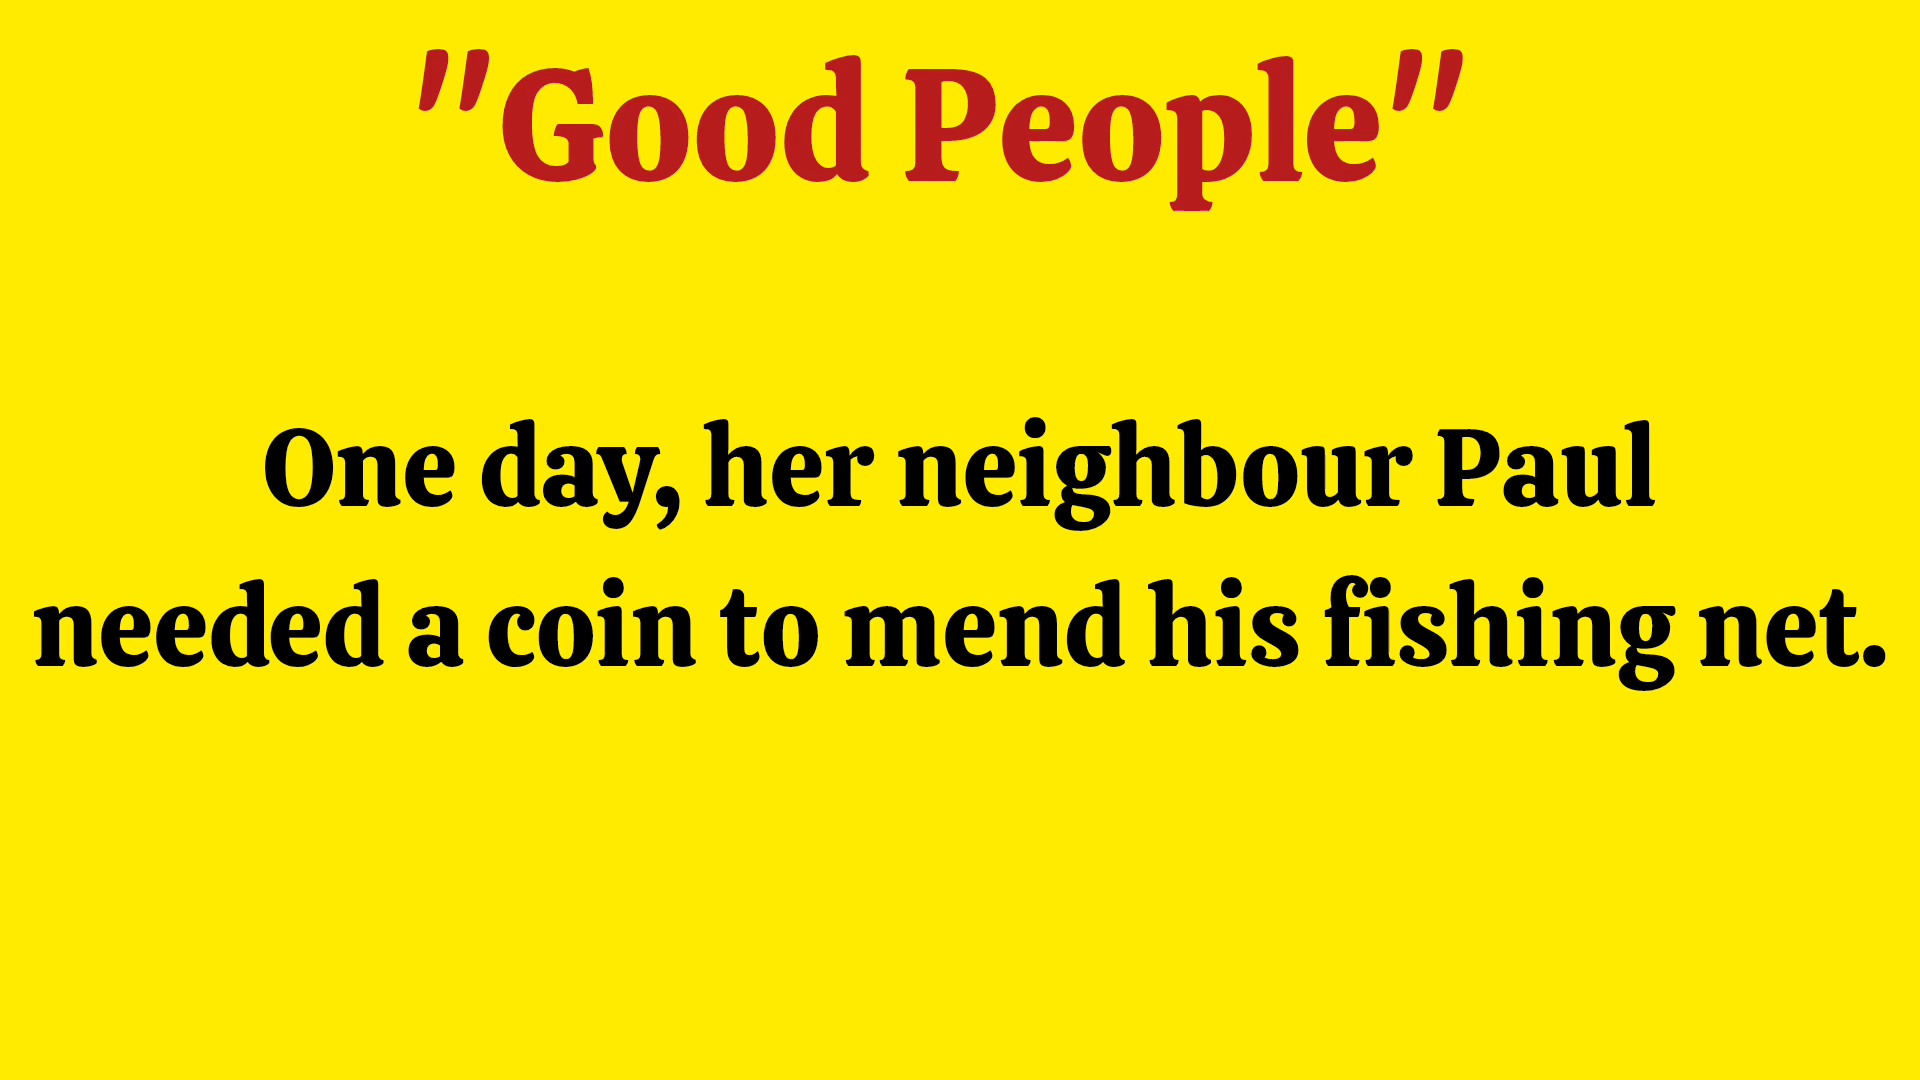 "Good People"
One day, her neighbour Paul
needed a coin to mend his fishing net.